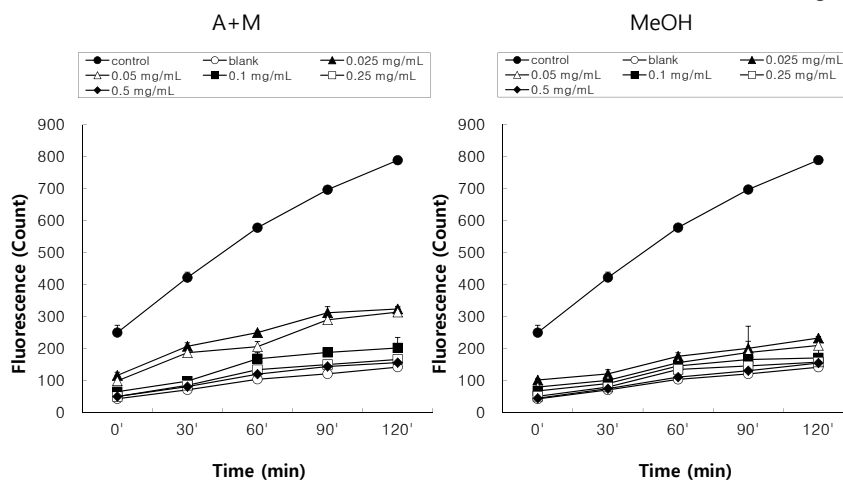 A+M
control blank 0.025 mg/mL
0.05 mg/mL 0.1 mg/mL 0.25 mg/mL
0.5 mg/mL
900
800
700
600
500
400
300
200
100
0
Fluorescence (Count)
0' 30' 60' 90' 120'
Time (min)
MeOH
control blank 0.025 mg/mL
0.05 mg/mL 0.1 mg/mL 0.25 mg/mL
0.5 mg/mL
900
800
700
600
500
400
300
200
100
0
Fluorescence (Count)
0' 30' 60' 90' 120'
Time (min)